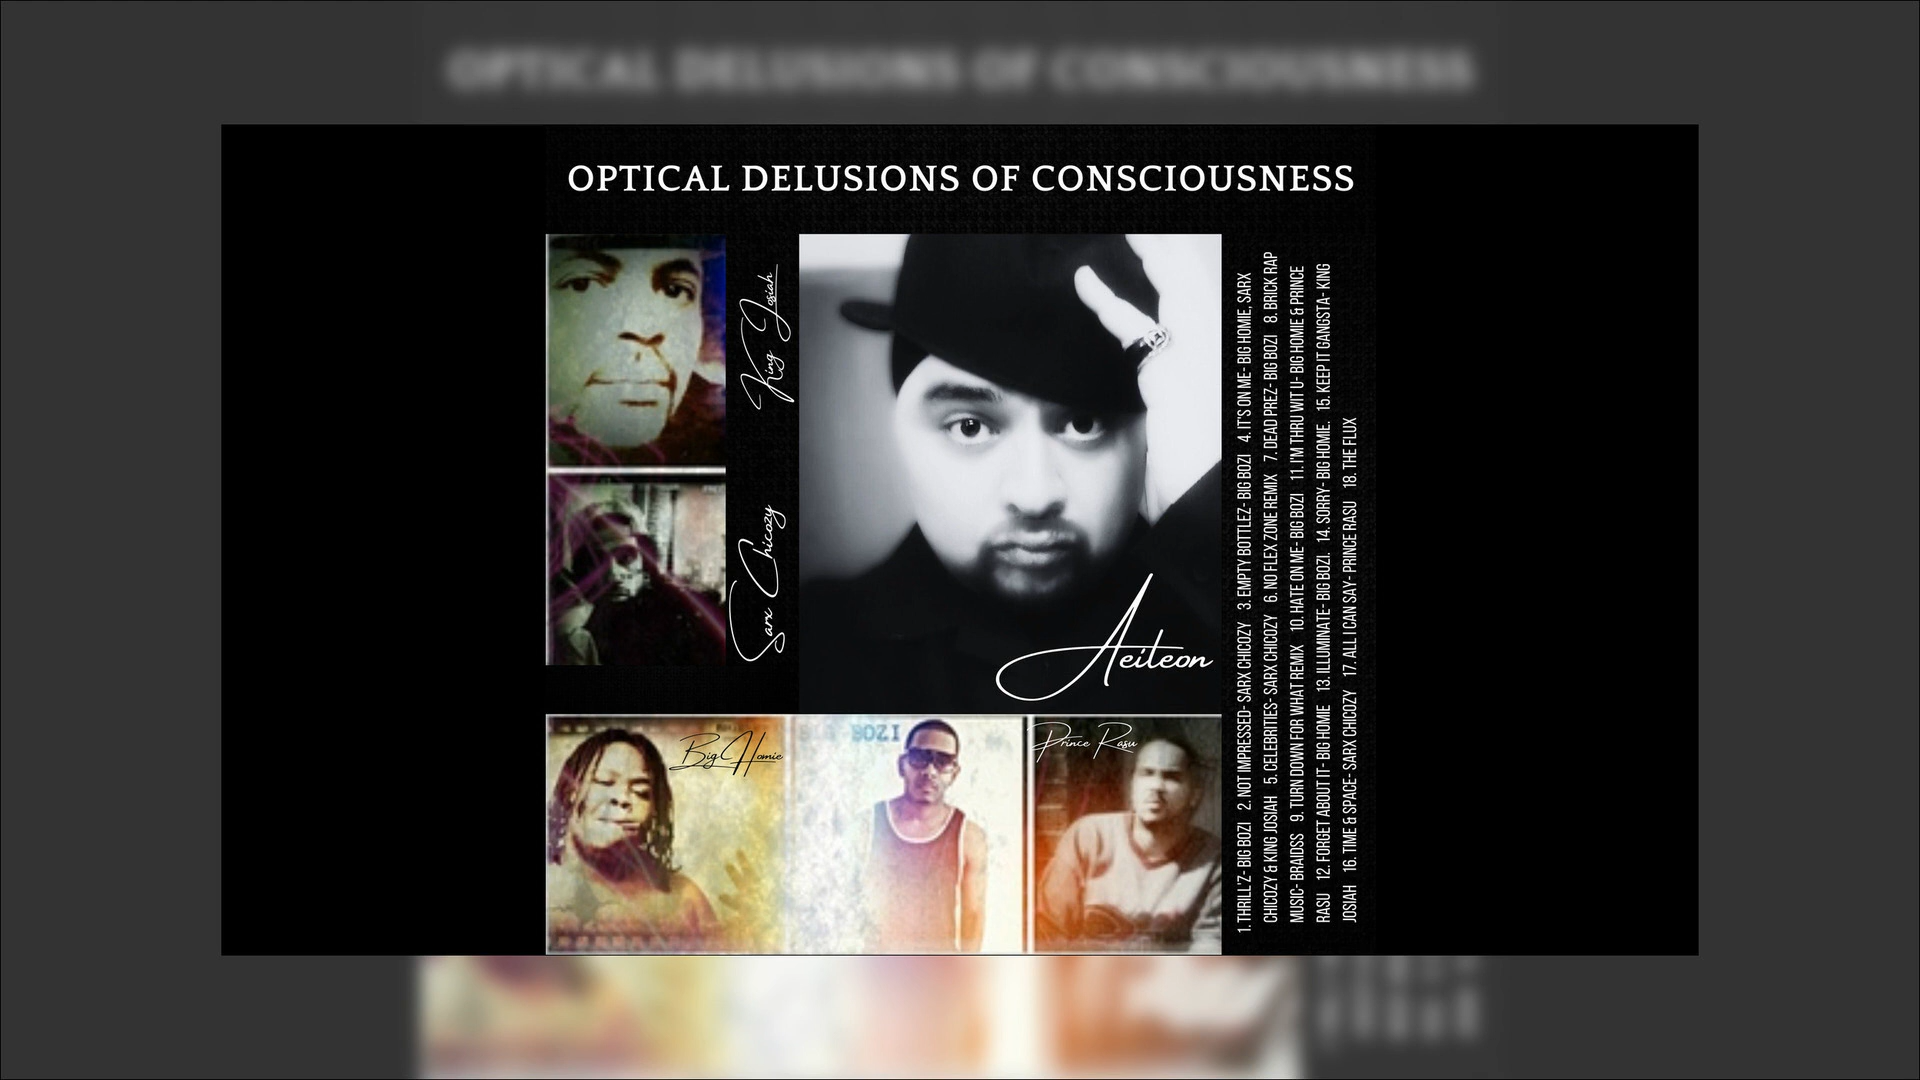 OPTICAL DELUSIONS OF CONSCIOUSNESS
OPTICAL DELUSIONS OF CONSCIOUSNESS
King Josiah
Sarx Chicozy
Aeiteon
Big Homie
BIG BOZI
Prince Rasu
1. THRILL'Z- BIG BOZI 2. NOT IMPRESSED- SARX CHICOZY 3. EMPTY BOTTLEZ- BIG BOZI 4. IT'S ON ME- BIG HOMIE, SARX
CHICOZY & KING JOSIAH 5. CELEBRITIES- SARX CHICOZY 6. NO FLEX ZONE REMIX 7. DEAD PREZ- BIG BOZI 8. BRICK RAP
MUSIC- BRAIDSS 9. TURN DOWN FOR WHAT REMIX 10. HATE ON ME- BIG BOZI 11. I'M THRU WIT U- BIG HOMIE & PRINCE
RASU 12. FORGET ABOUT IT- BIG HOMIE 13. ILLUMINATE- BIG BOZI. 14. SORRY- BIG HOMIE. 15. KEEP IT GANGSTA- KING
JOSIAH 16. TIME & SPACE- SARX CHICOZY 17. ALL I CAN SAY- PRINCE RASU 18. THE FLUX